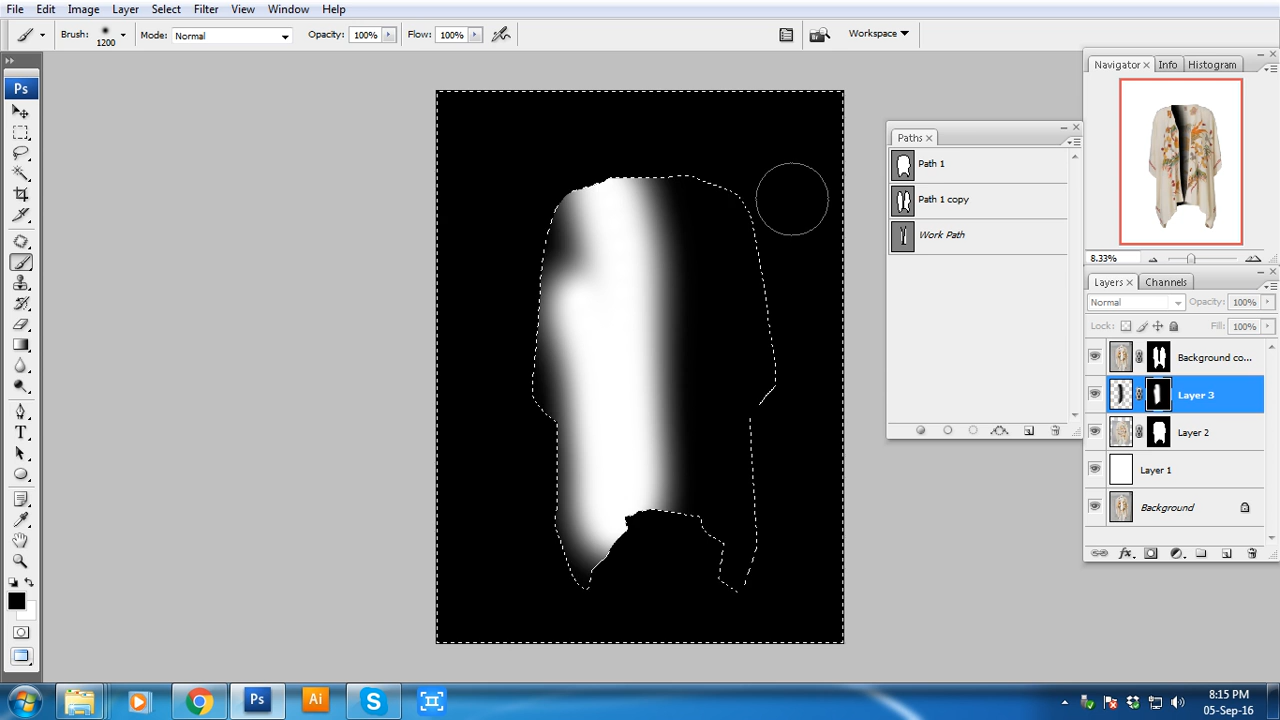 File Edit Image Layer Select Filter View Window Help
Brush: 1200 Mode: Normal Opacity: 100% Flow: 100% Workspace
Ps
Navigator Info Histogram
8.33%
Paths
Path 1
Path 1 copy
Work Path
Layers Channels
Normal Opacity: 100%
Lock: Fill: 100%
Background co...
Layer 3
Layer 2
Layer 1
Background
T
fx
Ps Ai S
8:15 PM
05-Sep-16